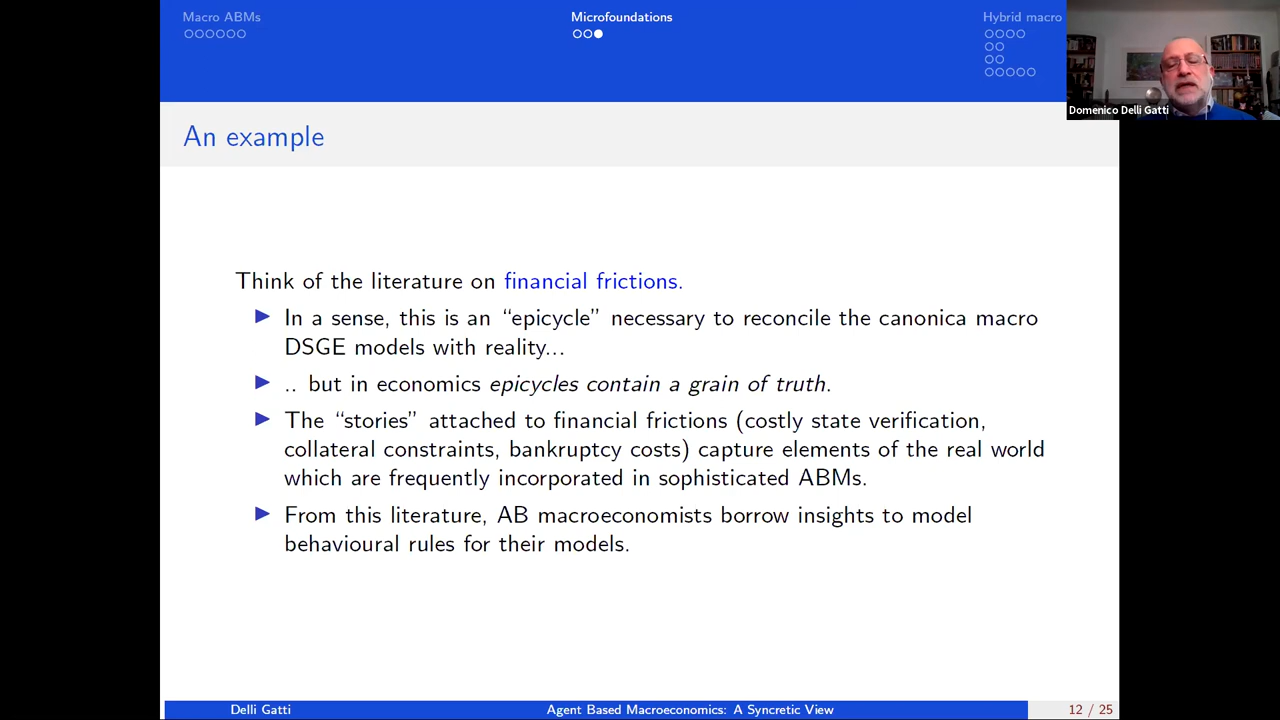 Macro ABMs
Microfoundations
Hybrid macro
Domenico Delli Gatti
An example
Think of the literature on financial frictions.
In a sense, this is an “epicycle” necessary to reconcile the canonica macro
DSGE models with reality...
.. but in economics epicycles contain a grain of truth.
The “stories” attached to financial frictions (costly state verification,
collateral constraints, bankruptcy costs) capture elements of the real world
which are frequently incorporated in sophisticated ABMs.
From this literature, AB macroeconomists borrow insights to model
behavioural rules for their models.
Delli Gatti
Agent Based Macroeconomics: A Syncretic View
12 / 25